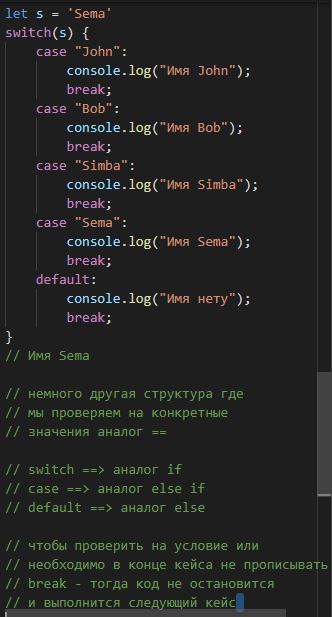 let s = 'Sema'
switch(s) {
case "John":
console.log("Имя John");
break;
case "Bob":
console.log("Имя Bob");
break;
case "Simba":
console.log("Имя Simba");
break;
case "Sema":
console.log("Имя Sema");
break;
default:
console.log("Имя нету");
break;
}
// Имя Sema
// немного другая структура где
// мы проверяем на конкретные
// значения аналог ==
// switch ==> аналог if
// case ==> аналог else if
// default ==> аналог else
// чтобы проверить на условие или
// необходимо в конце кейса не прописывать
// break - тогда код не остановится
// и выполнится следующий кейс